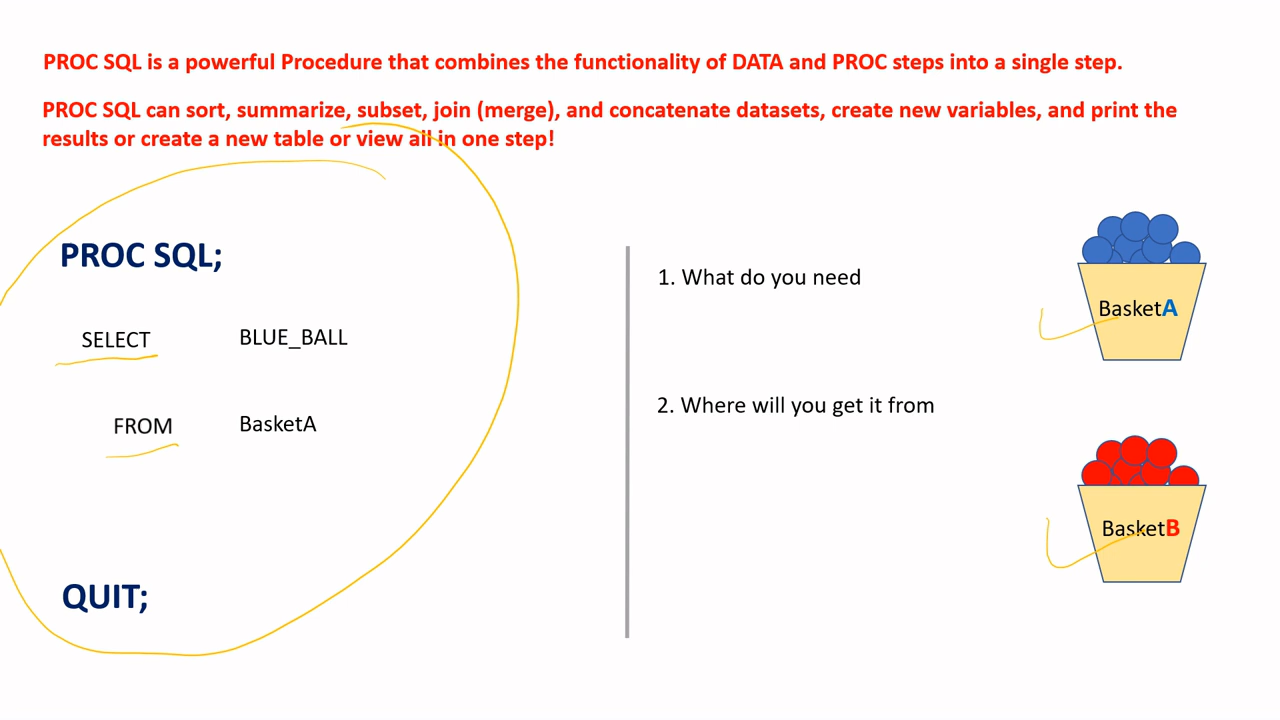 PROC SQL is a powerful Procedure that combines the functionality of DATA and PROC steps into a single step.
PROC SQL can sort, summarize, subset, join (merge), and concatenate datasets, create new variables, and print the
results or create a new table or view all in one step!
PROC SQL;
SELECT BLUE_BALL
FROM BasketA
QUIT;
1. What do you need
2. Where will you get it from
BasketA
BasketB